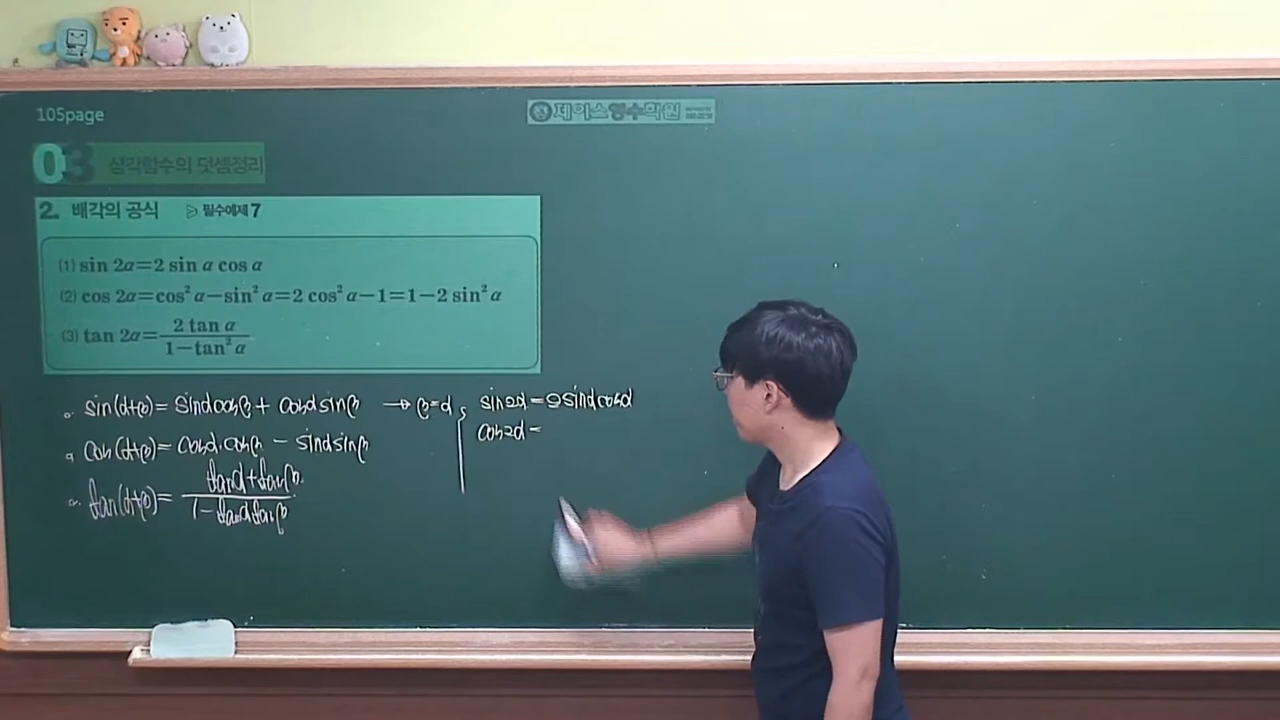 105page
제이스영수학원
03 삼각함수의 덧셈정리
2. 배각의 공식 ▷ 필수예제 7
(1) sin 2α=2 sin α cos α
(2) cos 2α=cos² α−sin² α=2 cos² α−1=1−2 sin² α
(3) tan 2α=2 tan α/1−tan² α
sin(α+β)= sinαcosβ + cosαsinβ → β=α
sin2α = 2sinαcosα
cos(α+β)= cosα·cosβ − sinαsinβ
cos2α =
tan(α+β)= tanα+tanβ/1−tanαtanβ